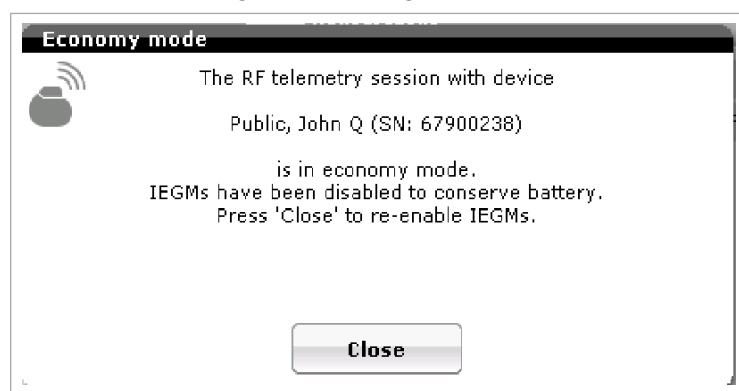 Economy mode
The RF telemetry session with device
Public, John Q (SN: 67900238)
is in economy mode.
IEGMs have been disabled to conserve battery.
Press 'Close' to re-enable IEGMs.
Close